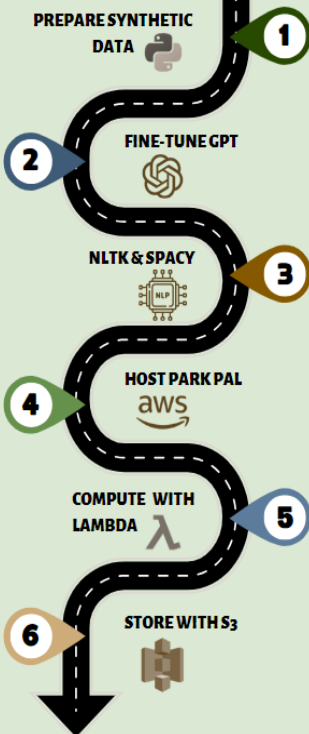 PREPARE SYNTHETIC
DATA
1
FINE-TUNE GPT
2
NLTK & SPACY
NLP
3
HOST PARK PAL
aws
4
COMPUTE WITH
LAMBDA
λ
5
STORE WITH S3
6